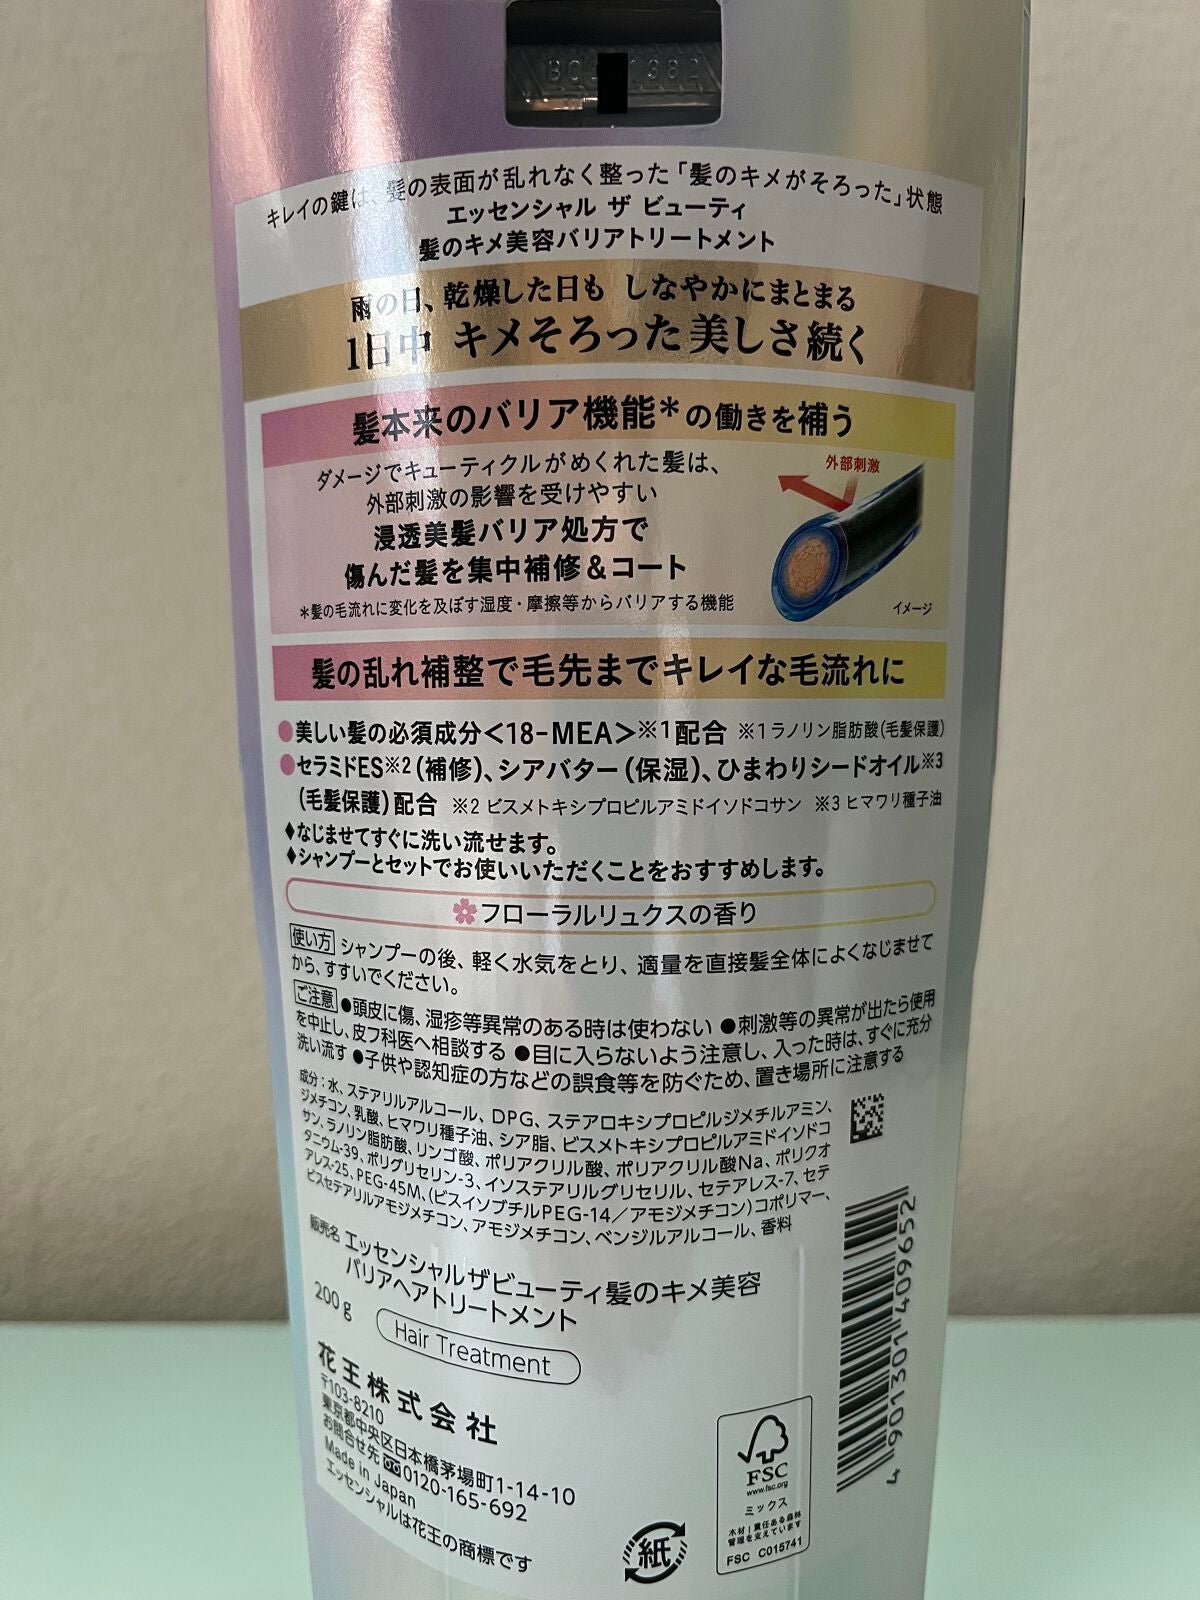 キレイの鍵は、髪の表面が乱れなく整った「髪のキメがそろった」状態
エッセンシャル ザ ビューティ
髪のキメ美容バリアトリートメント
雨の日、乾燥した日も しなやかにまとまる
1日中 キメそろった美しさ続く
髪本来のバリア機能*の働きを補う
ダメージでキューティクルがめくれた髪は、
外部刺激の影響を受けやすい
浸透美髪バリア処方で
傷んだ髪を集中補修&コート
*髪の毛流れに変化を及ぼす湿度・摩擦等からバリアする機能
外部刺激
イメージ
髪の乱れ補整で毛先までキレイな毛流れに
●美しい髪の必須成分<18-MEA>※1配合 ※1ラノリン脂肪酸(毛髪保護)
●セラミドES※2(補修)、シアバター(保湿)、ひまわりシードオイル※3
(毛髪保護)配合 ※2 ビスメトキシプロピルアミドイソドコサン ※3 ヒマワリ種子油
♦なじませてすぐに洗い流せます。
♦シャンプーとセットでお使いいただくことをおすすめします。
フローラルリュクスの香り
使い方 シャンプーの後、軽く水気をとり、適量を直接髪全体によくなじませて
から、すすいでください。
ご注意 ●頭皮に傷、湿疹等異常のある時は使わない ●刺激等の異常が出たら使用
を中止し、皮フ科医へ相談する ●目に入らないよう注意し、入った時は、すぐに充分
洗い流す ●子供や認知症の方などの誤食等を防ぐため、置き場所に注意する
成分:水、ステアリルアルコール、DPG、ステアロキシプロピルジメチルアミン、
ジメチコン、乳酸、ヒマワリ種子油、シア脂、ビスメトキシプロピルアミドイソドコ
サン、ラノリン脂肪酸、リンゴ酸、ポリアクリル酸、ポリアクリル酸Na、ポリクオ
タニウム-39、ポリグリセリン-3、イソステアリルグリセリル、セテアレス-7、セテ
アレス-25、PEG-45M、(ビスイソブチルPEG-14/アモジメチコン)コポリマー、
ビスセテアリルアモジメチコン、アモジメチコン、ベンジルアルコール、香料
販売名 エッセンシャルザビューティ髪のキメ美容
バリアヘアトリートメント
200g
Hair Treatment
花王株式会社
〒103-8210
東京都中央区日本橋茅場町1-14-10
お問合せ先 0120-165-692
Made in Japan
エッセンシャルは花王の商標です
紙
FSC
www.fsc.org
ミックス
木材|責任ある森林
管理を支えています
FSC C015741
4 901301 409652